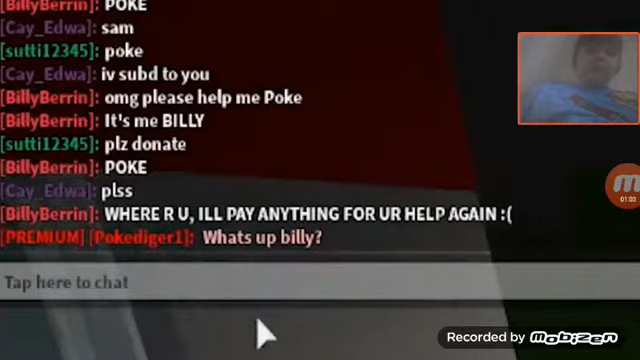 [BillyBerrin]: POKE
[Cay_Edwa]: sam
[sutti12345]: poke
[Cay_Edwa]: iv subd to you
[BillyBerrin]: omg please help me Poke
[BillyBerrin]: It's me BILLY
[sutti12345]: plz donate
[BillyBerrin]: POKE
[Cay_Edwa]: plss
[BillyBerrin]: WHERE R U, ILL PAY ANYTHING FOR UR HELP AGAIN :(
[PREMIUM] [Pokediger1]: Whats up billy?
Tap here to chat
01:03
Recorded by mobizen